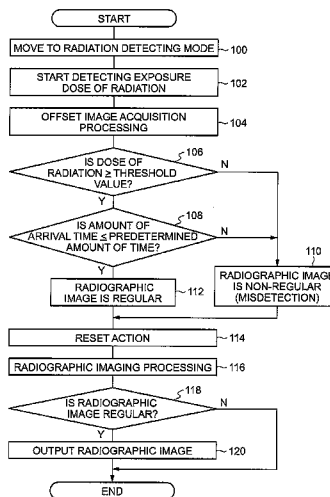 START
MOVE TO RADIATION DETECTING MODE
100
START DETECTING EXPOSURE
DOSE OF RADIATION
102
OFFSET IMAGE ACQUISITION
PROCESSING
104
106
IS DOSE OF
RADIATION ≥ THRESHOLD
VALUE?
N
Y
108
IS AMOUNT OF
ARRIVAL TIME ≤ PREDETERMINED
AMOUNT OF TIME?
N
Y
110
RADIOGRAPHIC
IMAGE IS REGULAR
112
RADIOGRAPHIC IMAGE
IS NON-REGULAR
(MISDETECTION)
RESET ACTION
114
RADIOGRAPHIC IMAGING PROCESSING
116
118
IS RADIOGRAPHIC
IMAGE REGULAR?
N
Y
OUTPUT RADIOGRAPHIC IMAGE
120
END